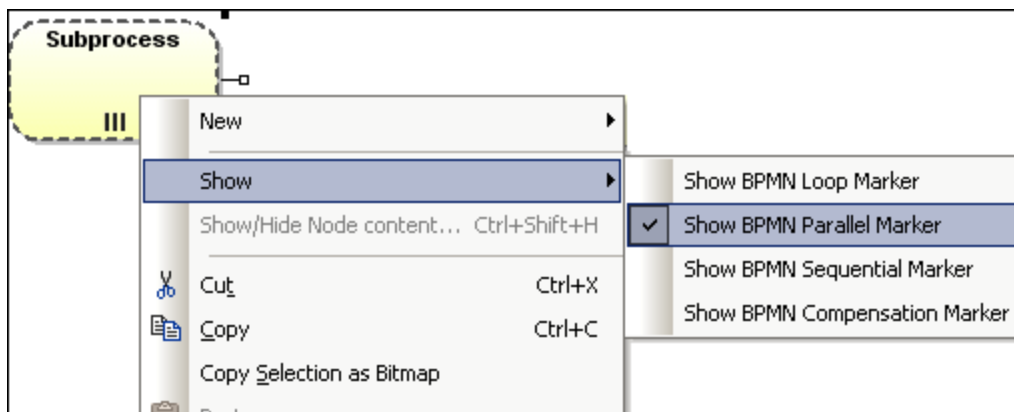 Subprocess
New
Show
Show BPMN Loop Marker
Show/Hide Node content... Ctrl+Shift+H
Show BPMN Parallel Marker
Show BPMN Sequential Marker
Cut Ctrl+X
Show BPMN Compensation Marker
Copy Ctrl+C
Copy Selection as Bitmap